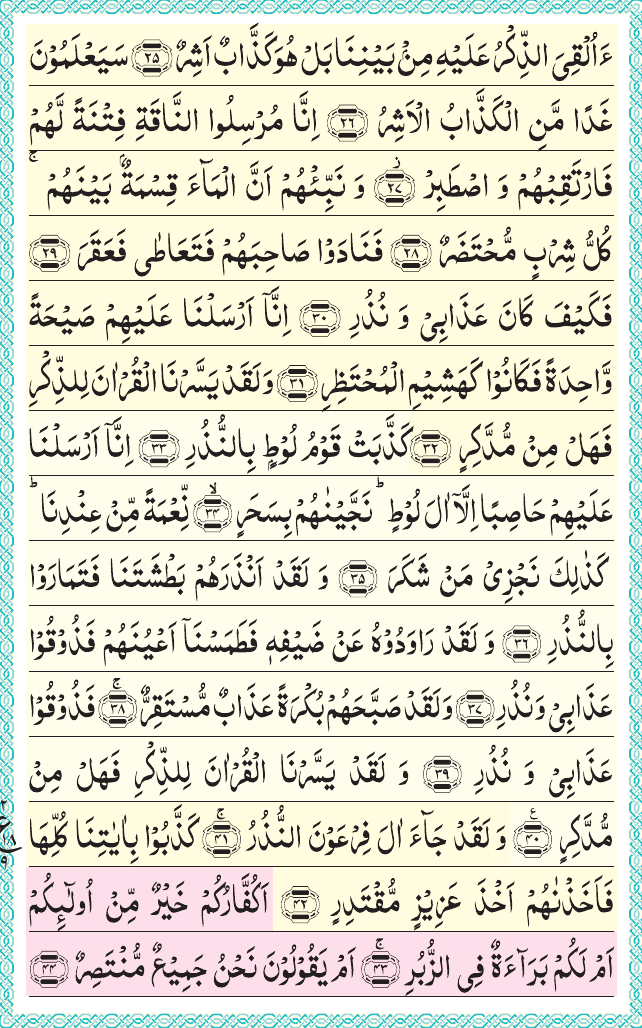 ءَاُلۡقِیَ الذِّكۡرُ عَلَیۡهِ مِنۡۢ بَیۡنِنَا بَلۡ هُوَ كَذَّابٌ اَشِرٌ ﴿۲۵﴾ سَیَعۡلَمُوۡنَ
غَدًا مَّنِ الۡكَذَّابُ الۡاَشِرُ ﴿۲۶﴾ اِنَّا مُرۡسِلُوا النَّاقَةِ فِتۡنَةً لَّهُمۡ
فَارۡتَقِبۡهُمۡ وَ اصۡطَبِرۡ ﴿۫۲۷﴾ وَ نَبِّئۡهُمۡ اَنَّ الۡمَآءَ قِسۡمَةٌۢ بَیۡنَهُمۡ ۚ
كُلُّ شِرۡبٍ مُّحۡتَضَرٌ ﴿۲۸﴾ فَنَادَوۡا صَاحِبَهُمۡ فَتَعَاطٰی فَعَقَرَ ﴿۲۹﴾
فَكَیۡفَ كَانَ عَذَابِیۡ وَ نُذُرِ ﴿۳۰﴾ اِنَّاۤ اَرۡسَلۡنَا عَلَیۡهِمۡ صَیۡحَةً
وَّاحِدَةً فَكَانُوۡا كَهَشِیۡمِ الۡمُحۡتَظِرِ ﴿۳۱﴾ وَ لَقَدۡ یَسَّرۡنَا الۡقُرۡاٰنَ لِلذِّكۡرِ
فَهَلۡ مِنۡ مُّدَّكِرٍ ﴿۳۲﴾ كَذَّبَتۡ قَوۡمُ لُوۡطٍۭ بِالنُّذُرِ ﴿۳۳﴾ اِنَّاۤ اَرۡسَلۡنَا
عَلَیۡهِمۡ حَاصِبًا اِلَّاۤ اٰلَ لُوۡطٍ ؕ نَجَّیۡنٰهُمۡ بِسَحَرٍ ﴿ۙ۳۴﴾ نِّعۡمَةً مِّنۡ عِنۡدِنَا ؕ
كَذٰلِكَ نَجۡزِیۡ مَنۡ شَكَرَ ﴿۳۵﴾ وَ لَقَدۡ اَنۡذَرَهُمۡ بَطۡشَتَنَا فَتَمَارَوۡا
بِالنُّذُرِ ﴿۳۶﴾ وَ لَقَدۡ رَاوَدُوۡهُ عَنۡ ضَیۡفِهٖ فَطَمَسۡنَاۤ اَعۡیُنَهُمۡ فَذُوۡقُوۡا
عَذَابِیۡ وَ نُذُرِ ﴿۳۷﴾ وَ لَقَدۡ صَبَّحَهُمۡ بُكۡرَةً عَذَابٌ مُّسۡتَقِرٌّ ﴿ۚ۳۸﴾ فَذُوۡقُوۡا
عَذَابِیۡ وَ نُذُرِ ﴿۳۹﴾ وَ لَقَدۡ یَسَّرۡنَا الۡقُرۡاٰنَ لِلذِّكۡرِ فَهَلۡ مِنۡ
مُّدَّكِرٍ ﴿۴۰﴾ وَ لَقَدۡ جَآءَ اٰلَ فِرۡعَوۡنَ النُّذُرُ ﴿ۚ۴۱﴾ كَذَّبُوۡا بِاٰیٰتِنَا كُلِّهَا
فَاَخَذۡنٰهُمۡ اَخۡذَ عَزِیۡزٍ مُّقۡتَدِرٍ ﴿۴۲﴾ اَكُفَّارُكُمۡ خَیۡرٌ مِّنۡ اُولٰٓئِكُمۡ
اَمۡ لَكُمۡ بَرَآءَةٌ فِی الزُّبُرِ ﴿ۚ۴۳﴾ اَمۡ یَقُوۡلُوۡنَ نَحۡنُ جَمِیۡعٌ مُّنۡتَصِرٌ ﴿۴۴﴾